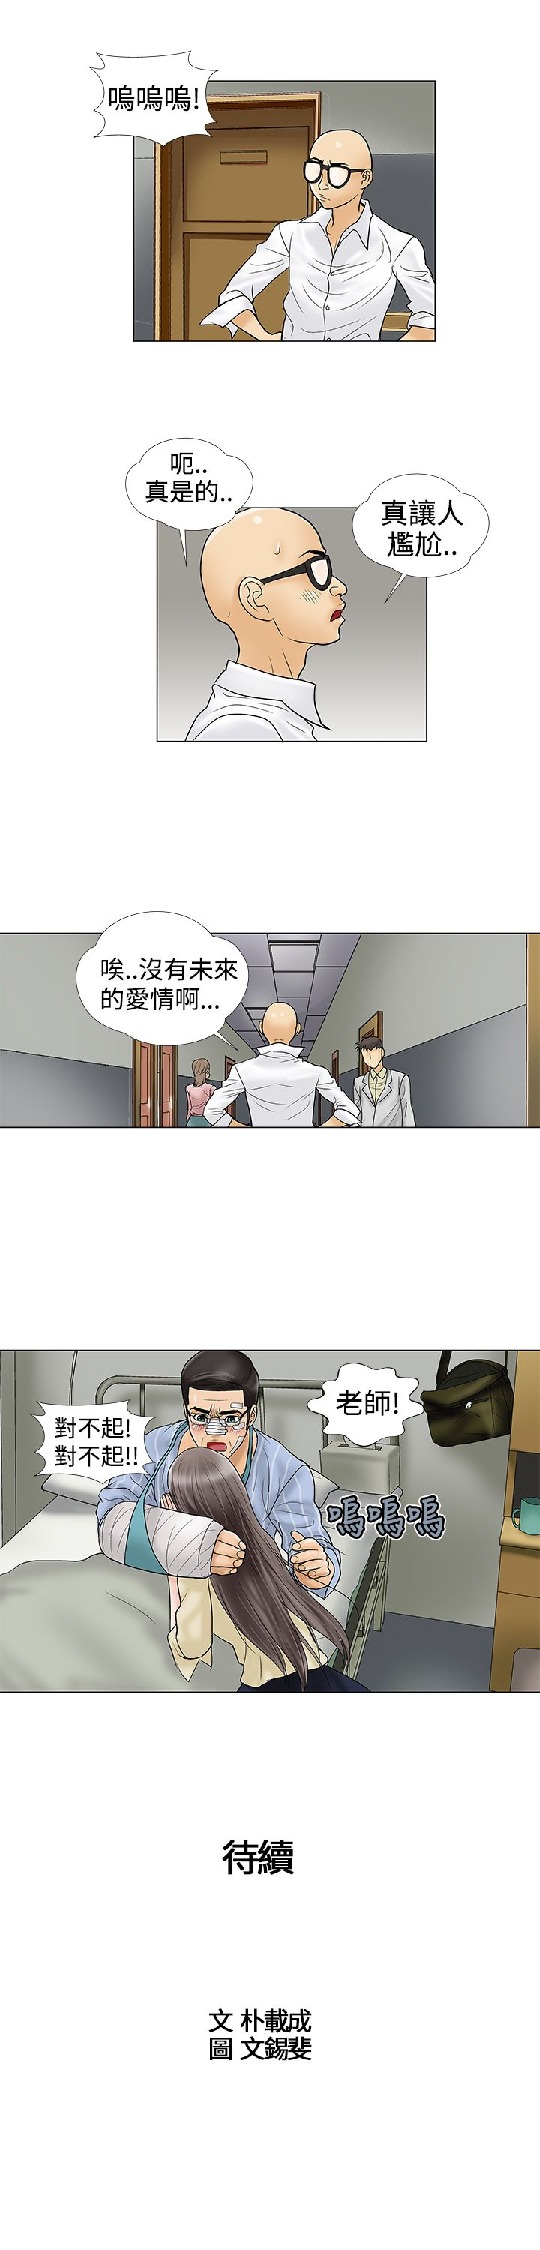 嗚嗚嗚!
呃..
真是的..
真讓人
尷尬..
唉..沒有未來
的愛情啊...
老師!
對不起!
對不起!!
嗚嗚嗚
待續
文 朴載成
圖 文錫斐